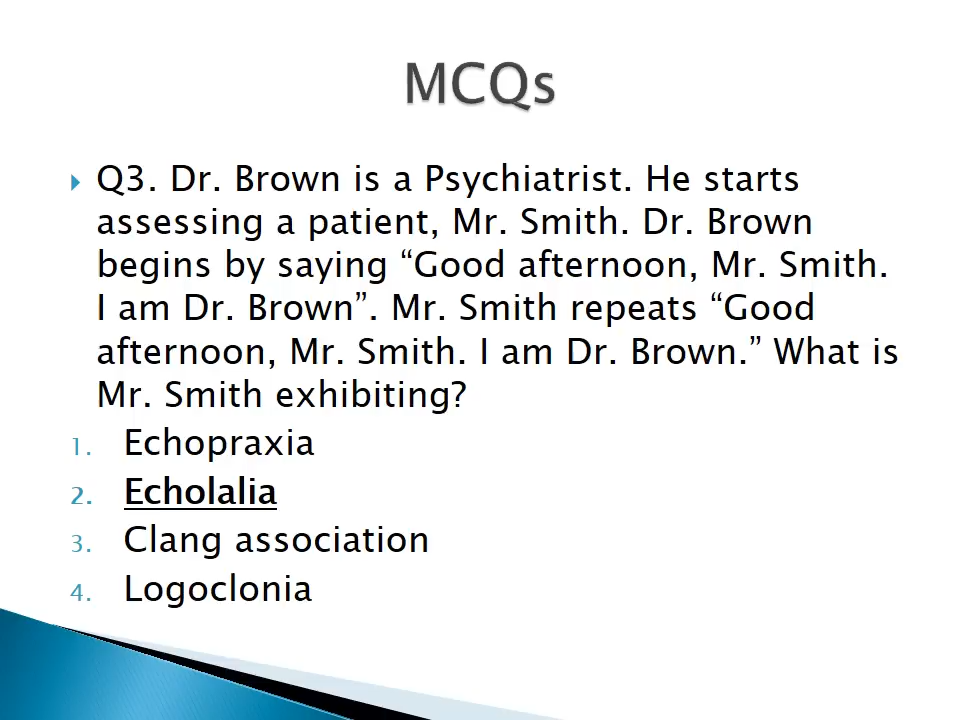 MCQs
Q3. Dr. Brown is a Psychiatrist. He starts
assessing a patient, Mr. Smith. Dr. Brown
begins by saying “Good afternoon, Mr. Smith.
I am Dr. Brown”. Mr. Smith repeats “Good
afternoon, Mr. Smith. I am Dr. Brown.” What is
Mr. Smith exhibiting?
1. Echopraxia
2. Echolalia
3. Clang association
4. Logoclonia